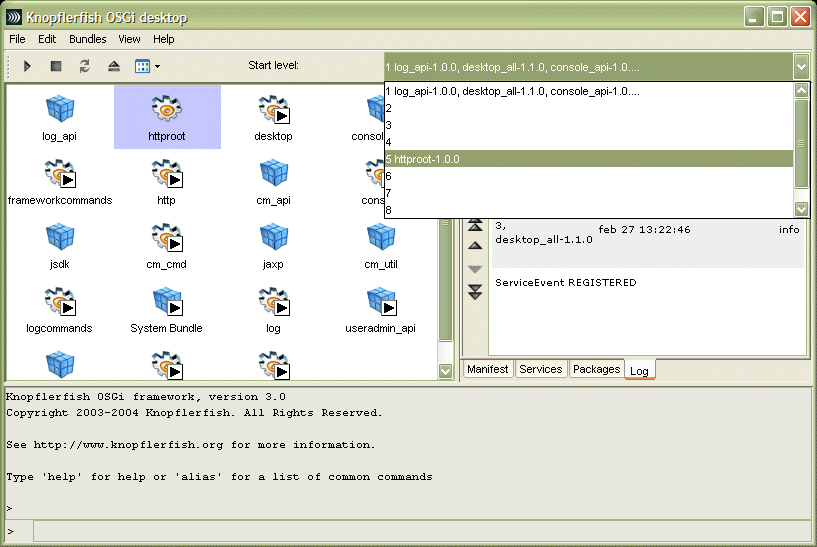 Knopflerfish OSGi desktop
File Edit Bundles View Help
Start level:
1 log_api-1.0.0, desktop_all-1.1.0, console_api-1.0....
1 log_api-1.0.0, desktop_all-1.1.0, console_api-1.0....
2
3
4
5 httproot-1.0.0
6
7
8
log_api httproot desktop consol
frameworkcommands http cm_api cons
jsdk cm_cmd jaxp cm_util
logcommands System Bundle log useradmin_api
3,
desktop_all-1.1.0 feb 27 13:22:46 info
ServiceEvent REGISTERED
Manifest Services Packages Log
Knopflerfish OSGi framework, version 3.0
Copyright 2003-2004 Knopflerfish. All Rights Reserved.
See http://www.knopflerfish.org for more information.
Type 'help' for help or 'alias' for a list of common commands
>
>